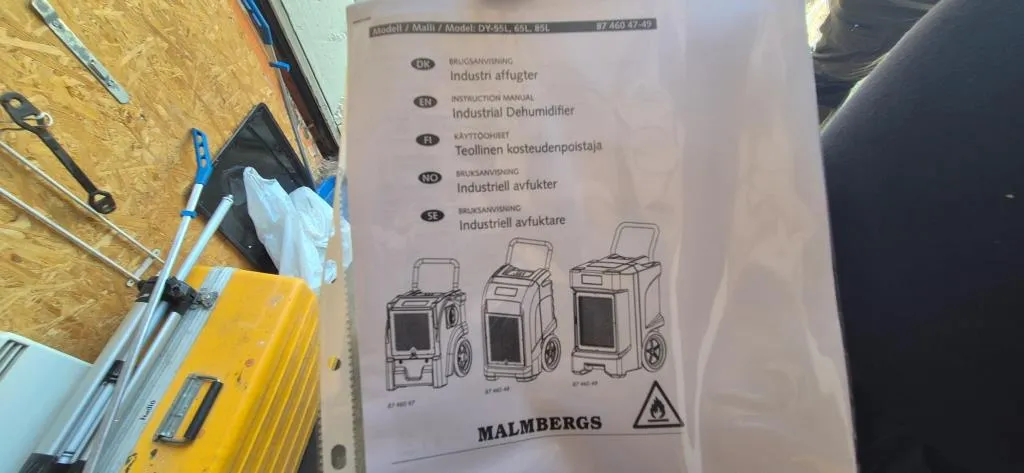 Modell / Malli / Model: DY-55L, 65L, 85L 87 460 47-49
DK BRUGSANVISNING
Industri affugter
EN INSTRUCTION MANUAL
Industrial Dehumidifier
FI KÄYTTÖOHJEET
Teollinen kosteudenpoistaja
NO BRUKSANVISNING
Industriell avfukter
SE BRUKSANVISNING
Industriell avfuktare
87 460 47
87 460 48
87 460 49
MALMBERGS